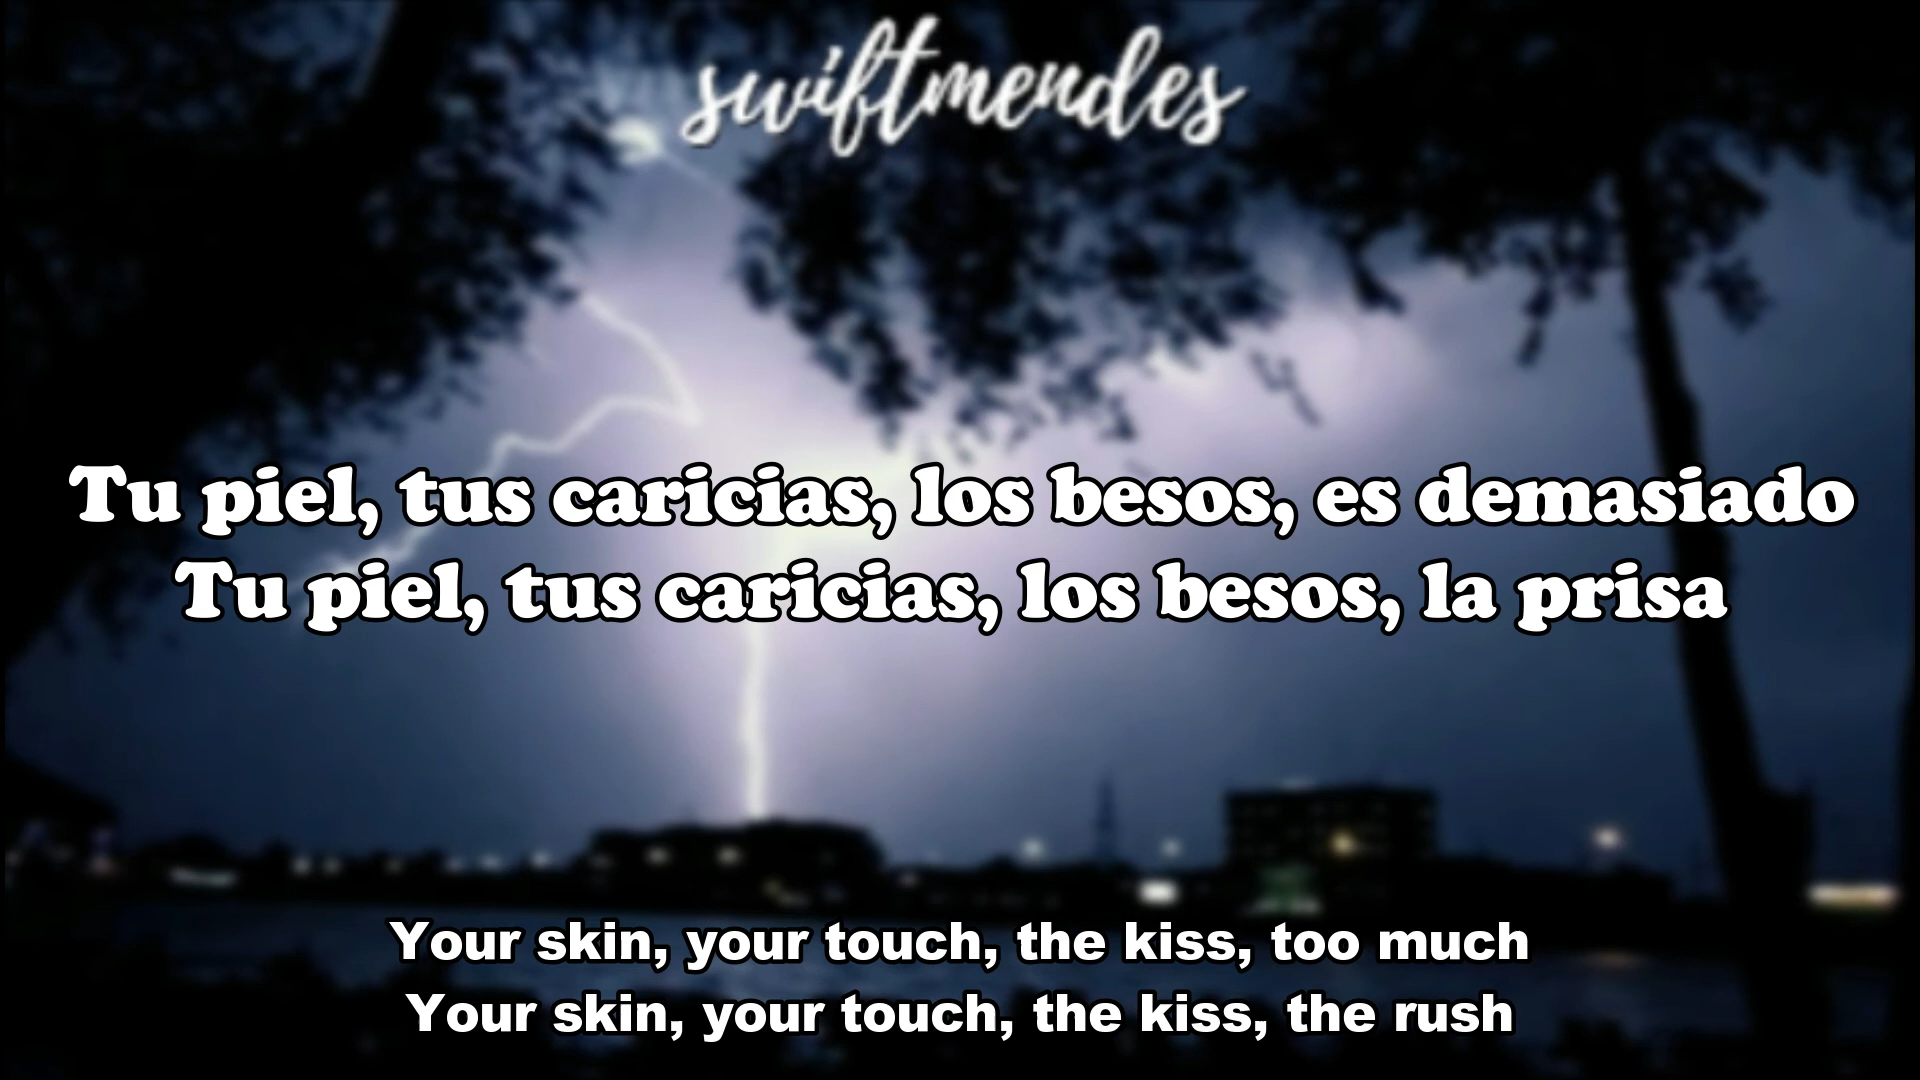 swiftmendes
Tu piel, tus caricias, los besos, es demasiado
Tu piel, tus caricias, los besos, la prisa
Your skin, your touch, the kiss, too much
Your skin, your touch, the kiss, the rush